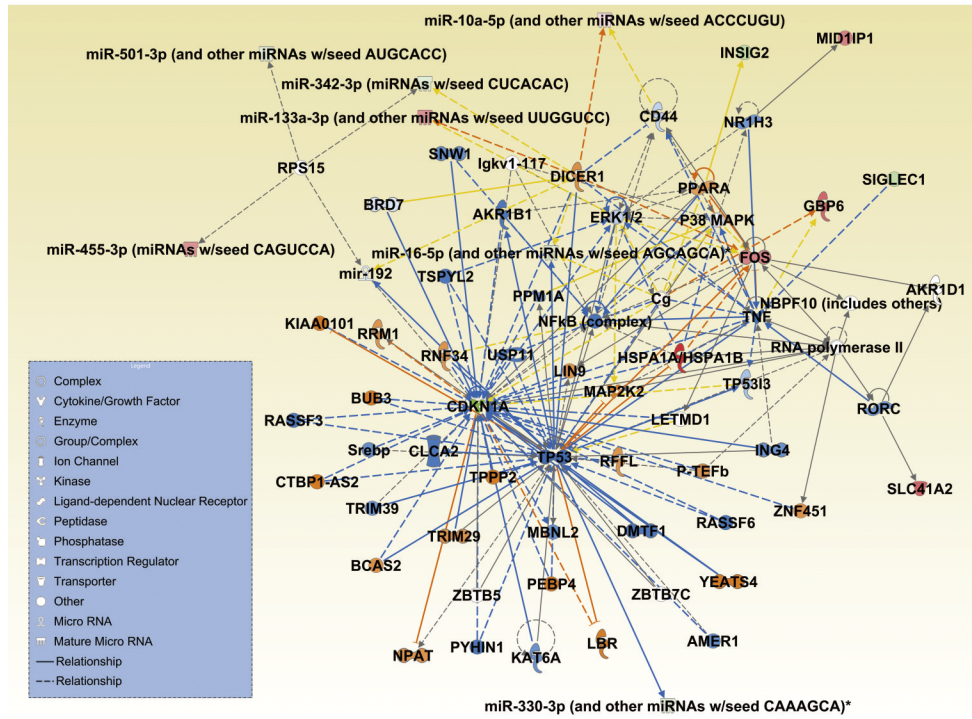 miR-10a-5p (and other miRNAs w/seed ACCCUGU)
MID1IP1
miR-501-3p (and other miRNAs w/seed AUGCACC)
INSIG2
miR-342-3p (miRNAs w/seed CUCACAC)
miR-133a-3p (and other miRNAs w/seed UUGGUCC)
CD44
NR1H3
SNW1
Igkv1-117
RPS15
DICER1
PPARA
SIGLEC1
BRD7
AKR1B1
ERK1/2
P38 MAPK
GBP6
miR-455-3p (miRNAs w/seed CAGUCCA)
miR-16-5p (and other miRNAs w/seed AGCAGCA)*
FOS
mir-192
TSPYL2
AKR1D1
PPM1A
Cg
NBPF10 (includes others)
KIAA0101
NFkB (complex)
TNF
RRM1
RNF34
USP11
HSPA1A/HSPA1B
RNA polymerase II
LIN9
TP53I3
BUB3
CDKN1A
MAP2K2
RORC
RASSF3
LETMD1
Srebp
CLCA2
TP53
RFFL
ING4
CTBP1-AS2
TPPP2
P-TEFb
SLC41A2
TRIM39
ZNF451
RASSF6
TRIM29
MBNL2
DMTF1
BCAS2
PEBP4
YEATS4
ZBTB5
ZBTB7C
NPAT
PYHIN1
KAT6A
LBR
AMER1
miR-330-3p (and other miRNAs w/seed CAAAGCA)*
Legend
Complex
Cytokine/Growth Factor
Enzyme
Group/Complex
Ion Channel
Kinase
Ligand-dependent Nuclear Receptor
Peptidase
Phosphatase
Transcription Regulator
Transporter
Other
Micro RNA
Mature Micro RNA
Relationship
Relationship